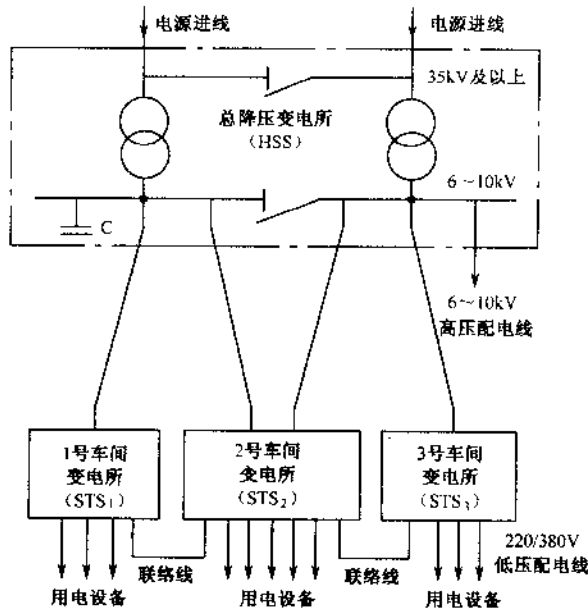 电源进线
电源进线
35kV及以上
总降压变电所
(HSS)
6~10kV
C
6~10kV
高压配电线
1号车间
变电所
(STS1)
2号车间
变电所
(STS2)
3号车间
变电所
(STS3)
220/380V
低压配电线
联络线
联络线
用电设备
用电设备
用电设备